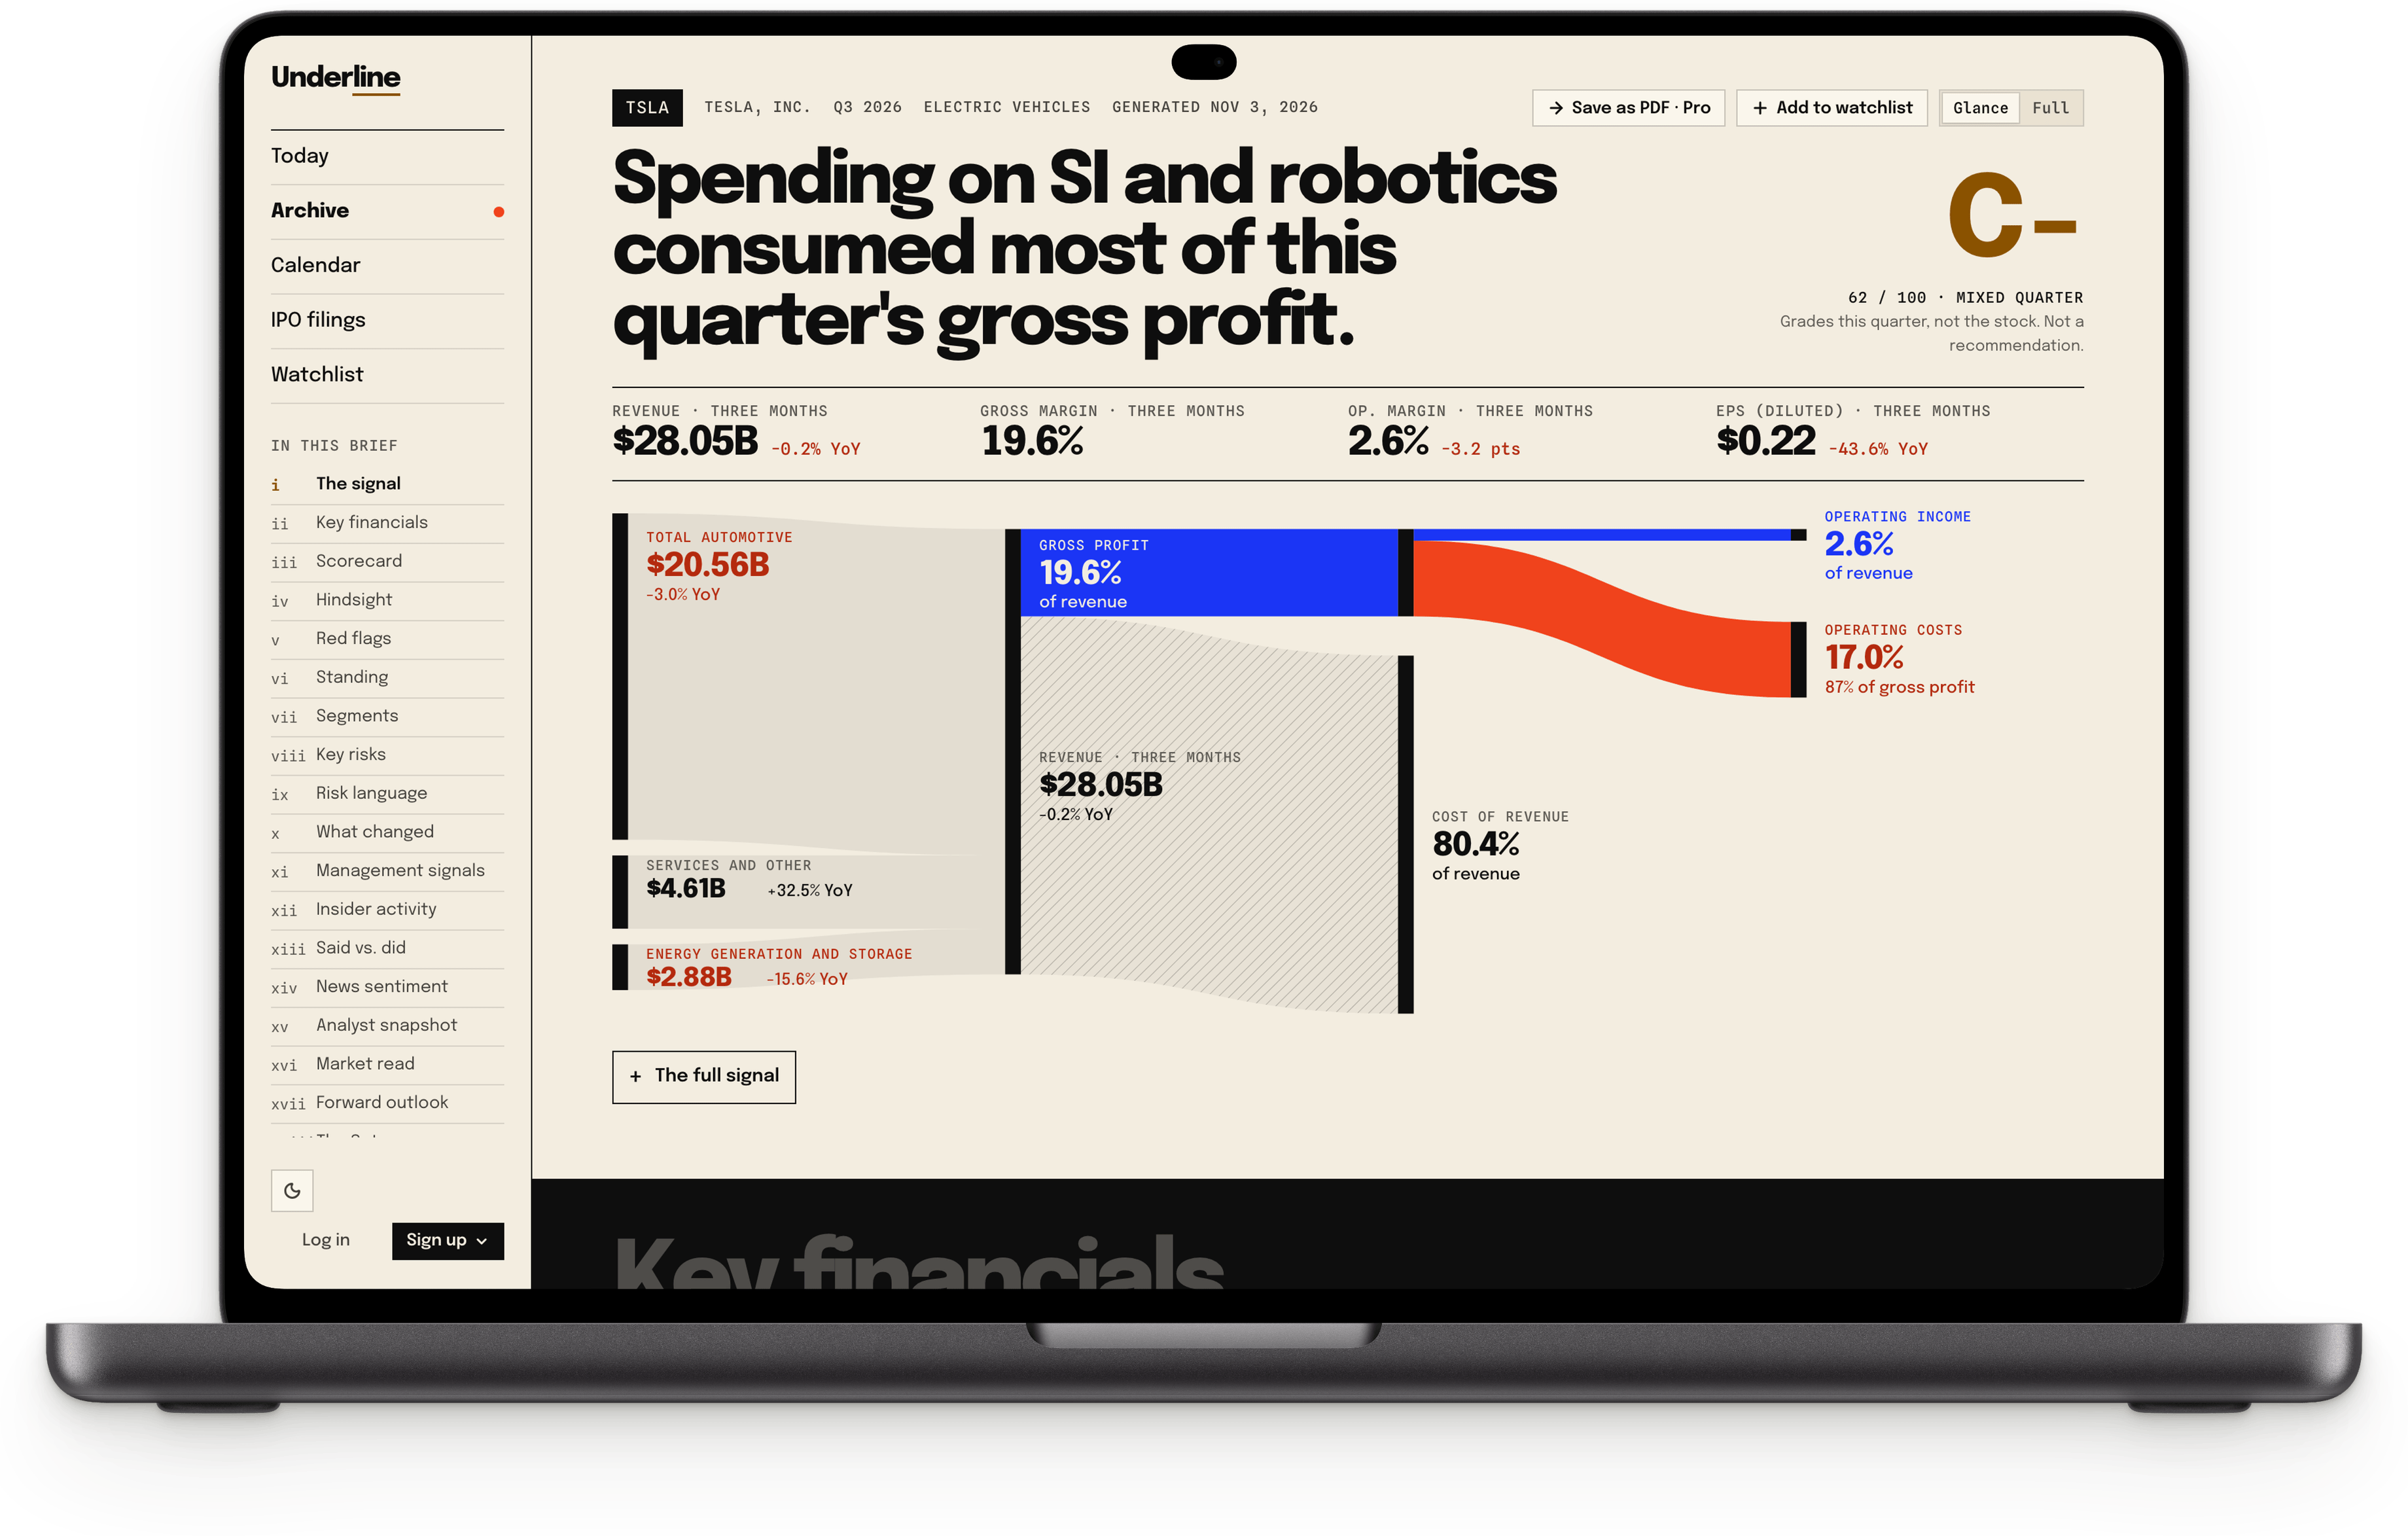 Underline
Today
Archive
Calendar
IPO filings
Watchlist
IN THIS BRIEF
i The signal
ii Key financials
iii Scorecard
iv Hindsight
v Red flags
vi Standing
vii Segments
viii Key risks
ix Risk language
x What changed
xi Management signals
xii Insider activity
xiii Said vs. did
xiv News sentiment
xv Analyst snapshot
xvi Market read
xvii Forward outlook
Log in
Sign up
TSLA TESLA, INC. Q3 2026 ELECTRIC VEHICLES GENERATED NOV 3, 2026
→ Save as PDF · Pro
+ Add to watchlist
Glance Full
Spending on SI and robotics
consumed most of this
quarter's gross profit.
C-
62 / 100 · MIXED QUARTER
Grades this quarter, not the stock. Not a
recommendation.
REVENUE · THREE MONTHS
$28.05B -0.2% YoY
GROSS MARGIN · THREE MONTHS
19.6%
OP. MARGIN · THREE MONTHS
2.6% -3.2 pts
EPS (DILUTED) · THREE MONTHS
$0.22 -43.6% YoY
TOTAL AUTOMOTIVE
$20.56B
-3.0% YoY
SERVICES AND OTHER
$4.61B +32.5% YoY
ENERGY GENERATION AND STORAGE
$2.88B -15.6% YoY
GROSS PROFIT
19.6%
of revenue
REVENUE · THREE MONTHS
$28.05B
-0.2% YoY
COST OF REVENUE
80.4%
of revenue
OPERATING INCOME
2.6%
of revenue
OPERATING COSTS
17.0%
87% of gross profit
+ The full signal
Key financials